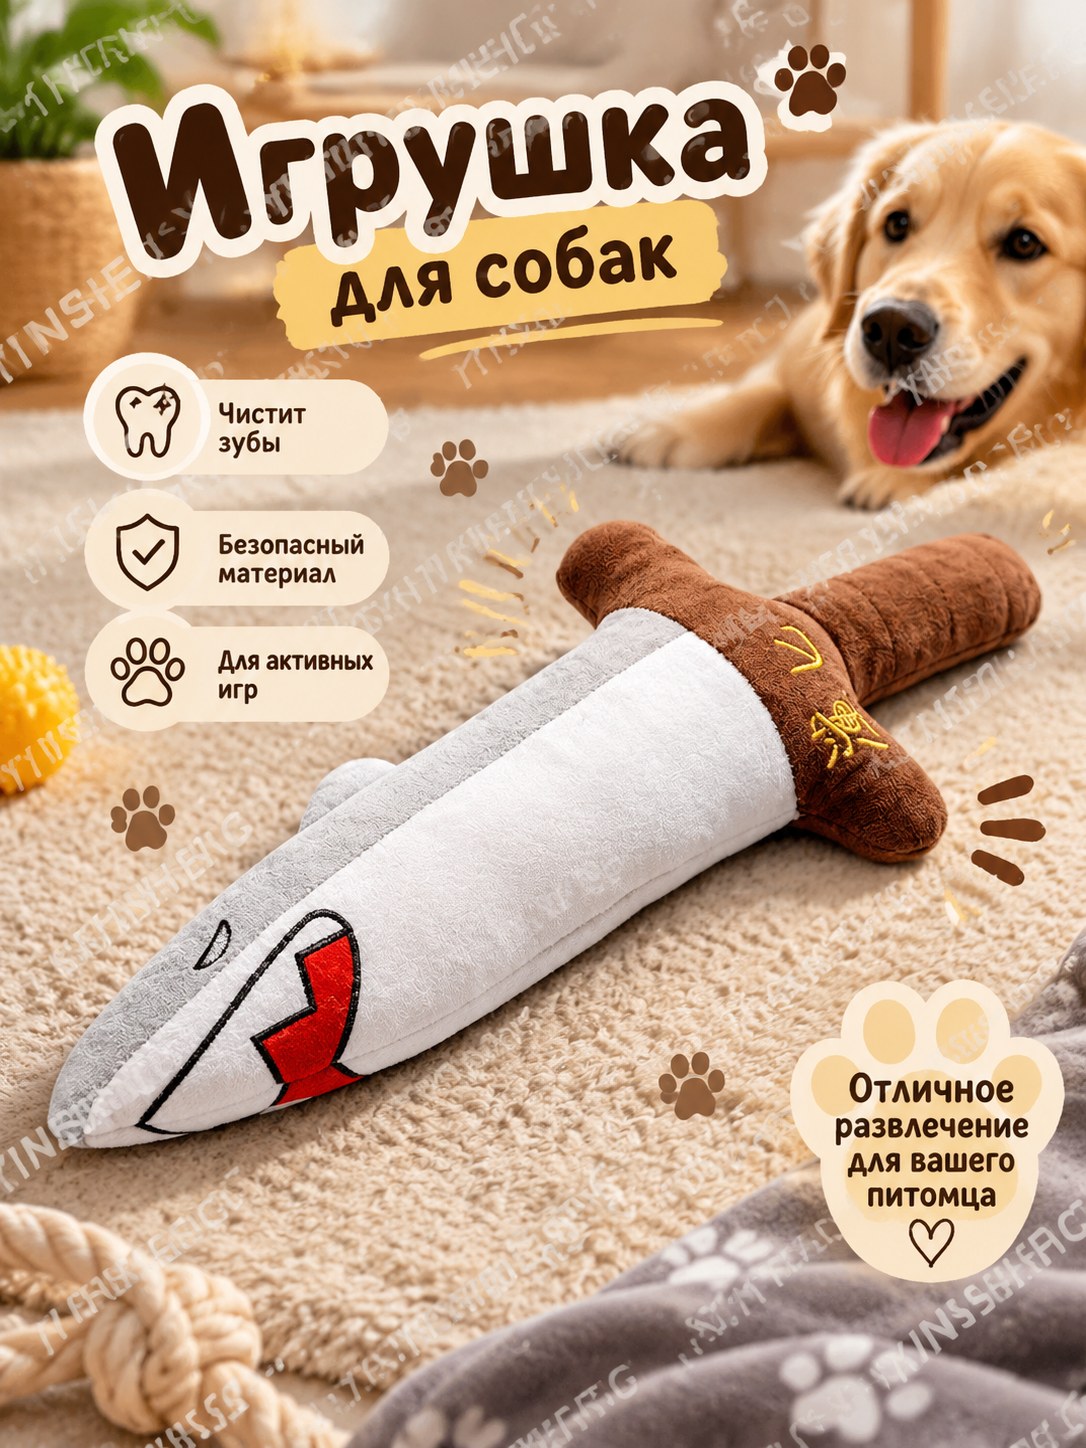 Игрушка
для собак
Чистит
зубы
Безопасный
материал
Для активных
игр
Отличное
развлечение
для вашего
питомца